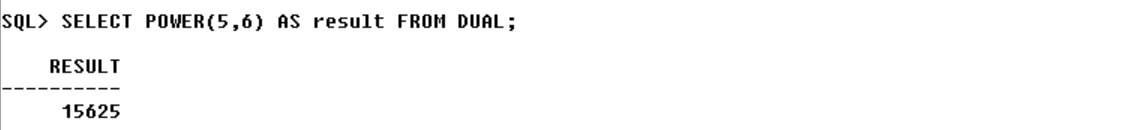 SQL> SELECT POWER(5,6) AS result FROM DUAL;
RESULT
----------
15625